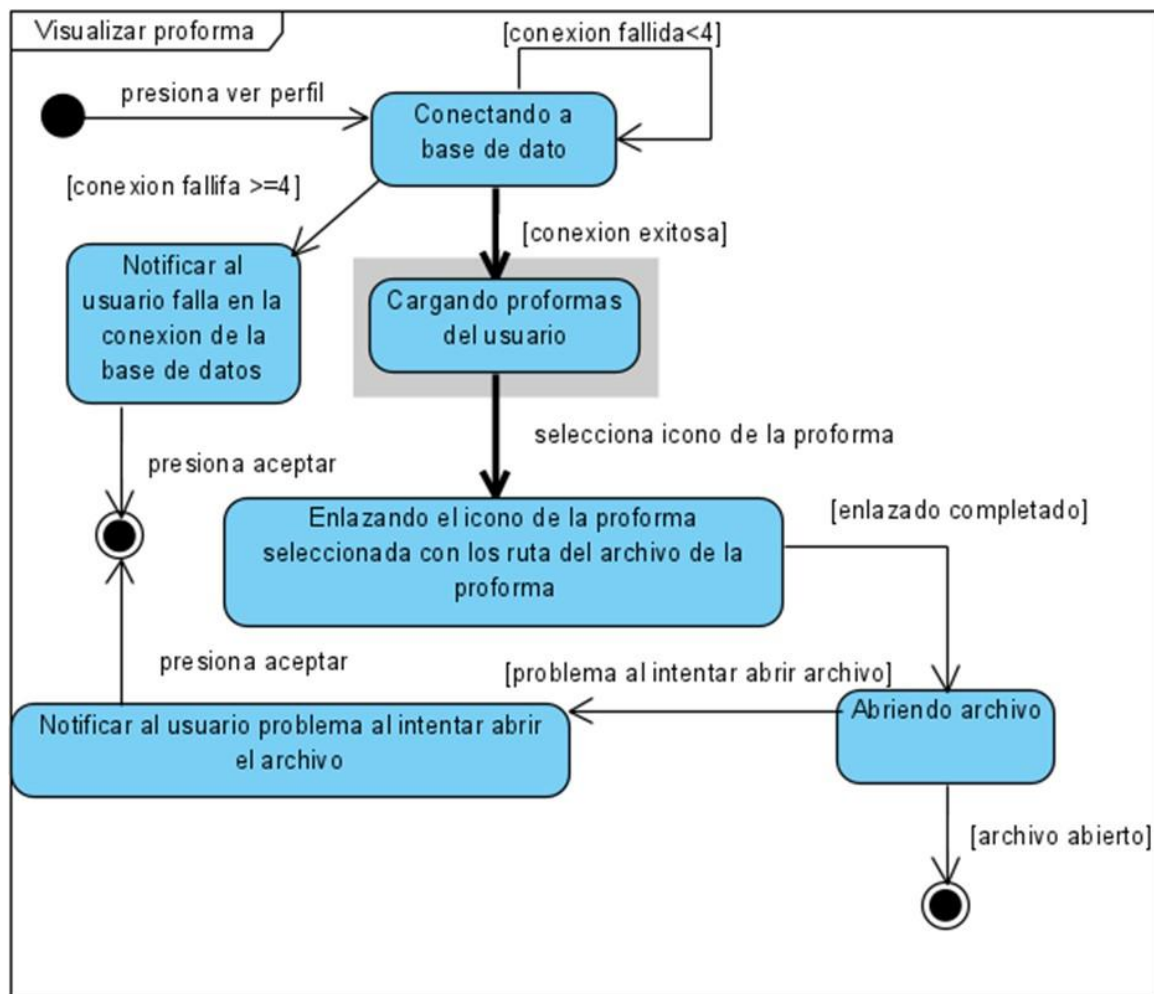 Visualizar proforma
[conexion fallida<4]
presiona ver perfil
Conectando a
base de dato
[conexion fallifa >=4]
[conexion exitosa]
Notificar al
usuario falla en la
conexion de la
base de datos
Cargando proformas
del usuario
selecciona icono de la proforma
presiona aceptar
Enlazando el icono de la proforma
seleccionada con los ruta del archivo de la
proforma
[enlazado completado]
presiona aceptar
[problema al intentar abrir archivo]
Notificar al usuario problema al intentar abrir
el archivo
Abriendo archivo
[archivo abierto]